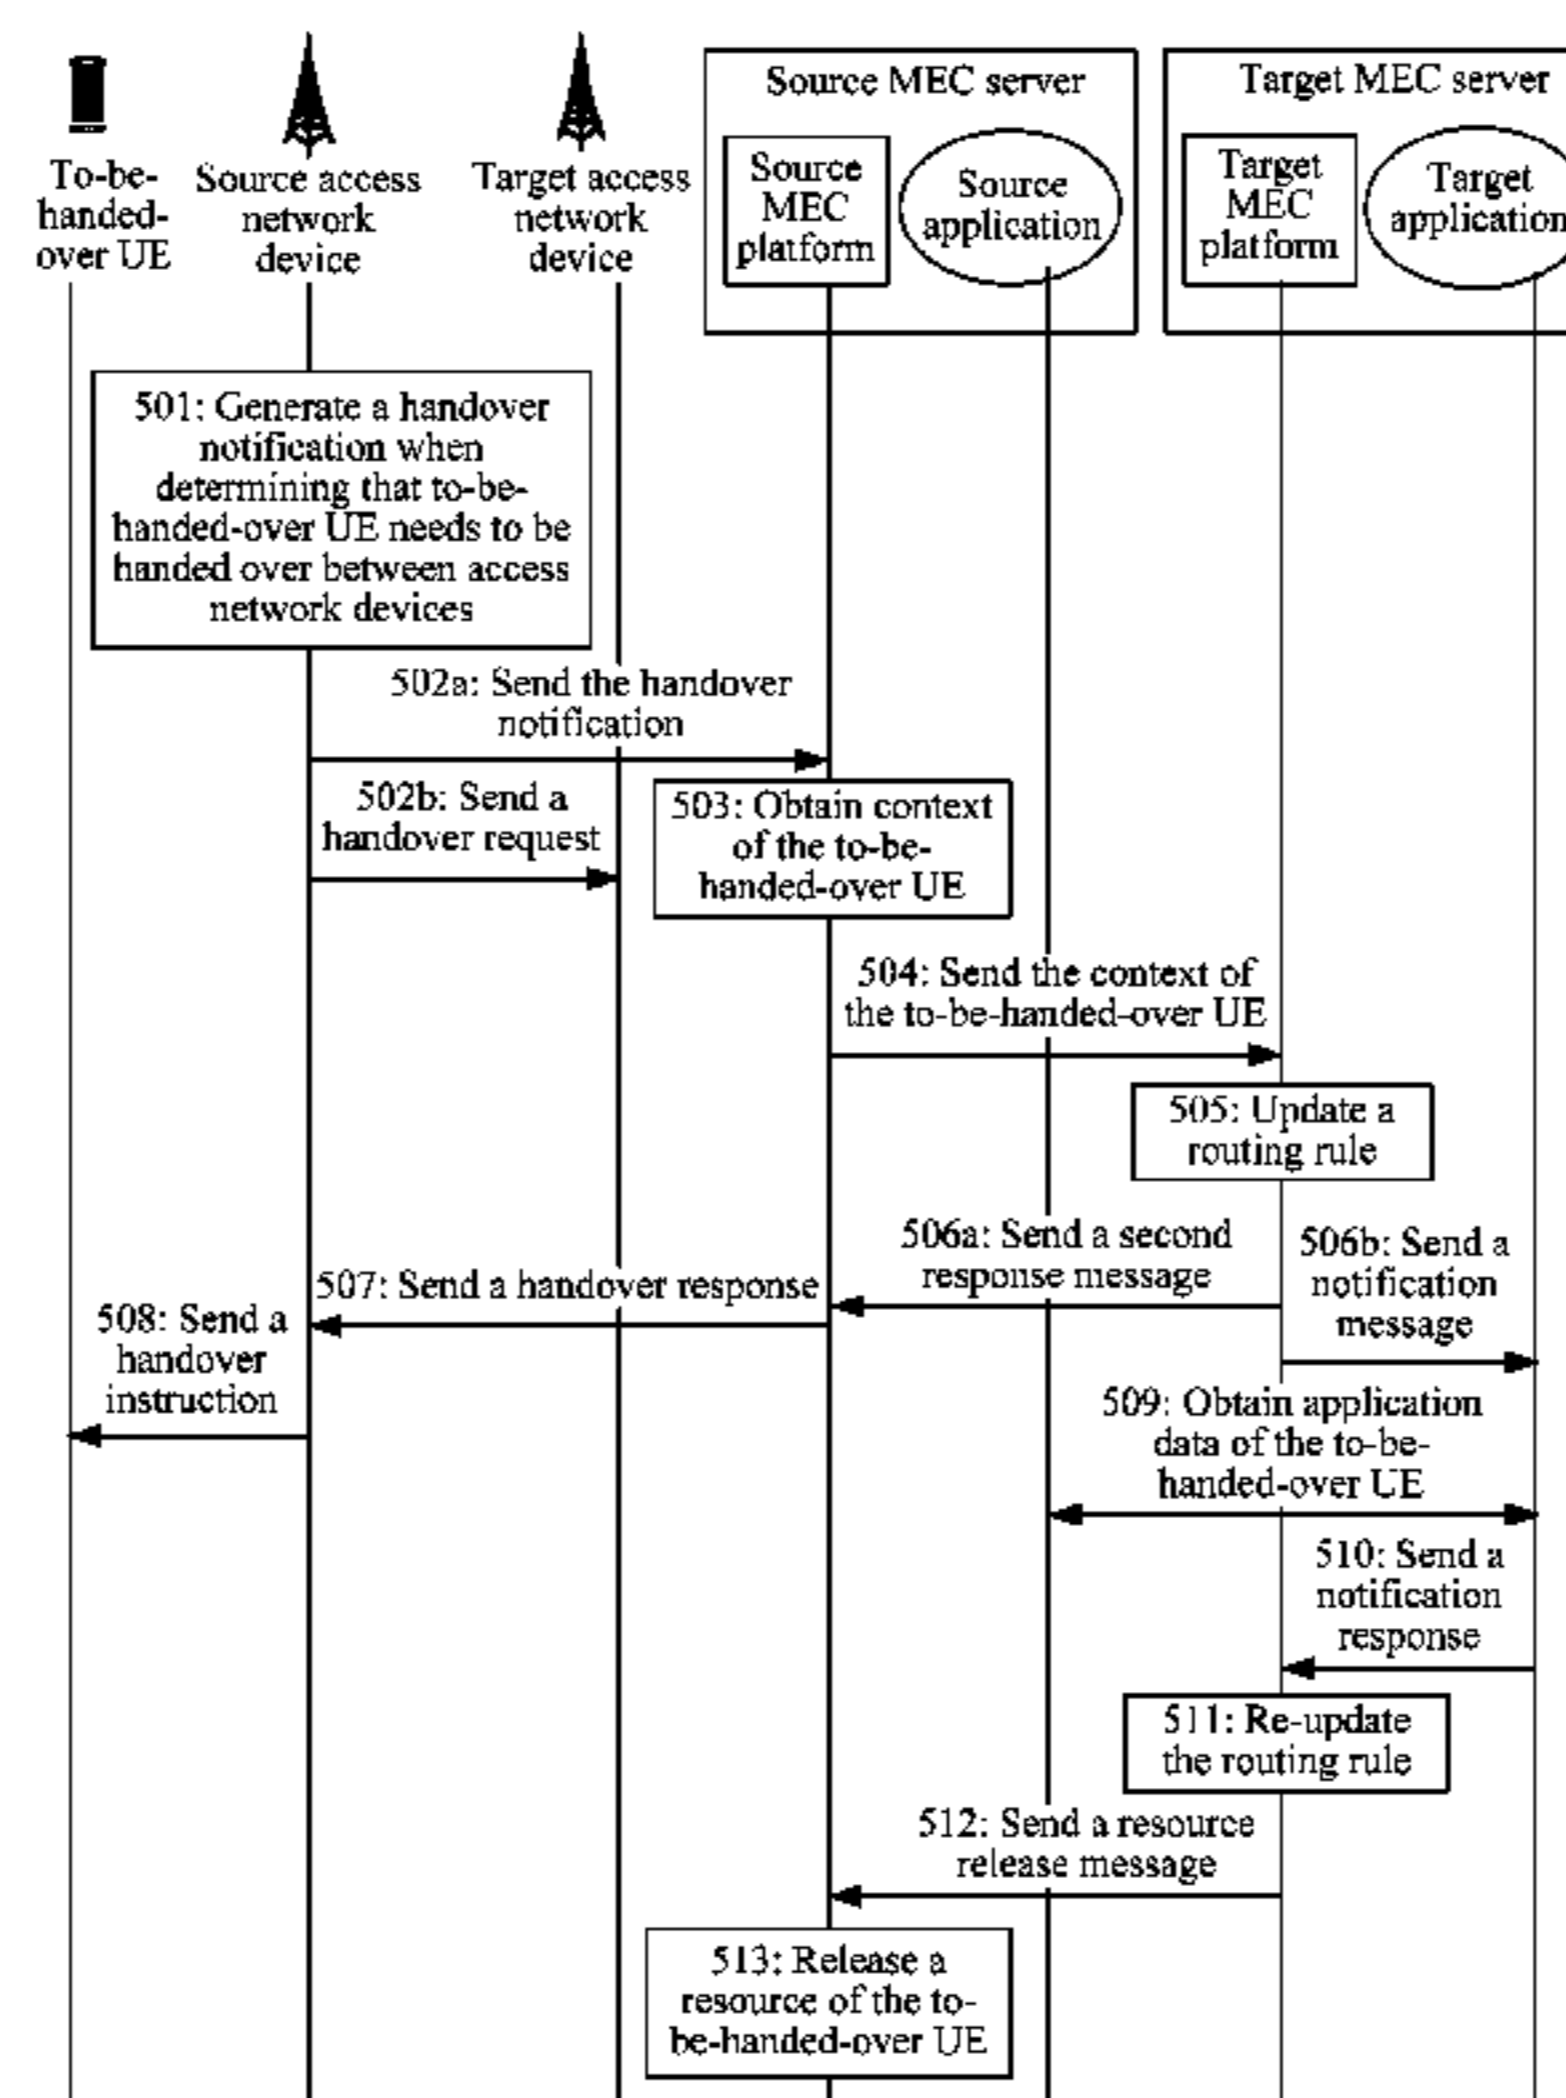 To-be-
handed-
over UE
Source access
network
device
Target access
network
device
Source MEC server
Source
MEC
platform
Source
application
Target MEC server
Target
MEC
platform
Target
application
501: Generate a handover
notification when
determining that to-be-
handed-over UE needs to be
handed over between access
network devices
502a: Send the handover
notification
502b: Send a
handover request
503: Obtain context
of the to-be-
handed-over UE
504: Send the context of
the to-be-handed-over UE
505: Update a
routing rule
506a: Send a second
response message
506b: Send a
notification
message
507: Send a handover response
508: Send a
handover
instruction
509: Obtain application
data of the to-be-
handed-over UE
510: Send a
notification
response
511: Re-update
the routing rule
512: Send a resource
release message
513: Release a
resource of the to-
be-handed-over UE